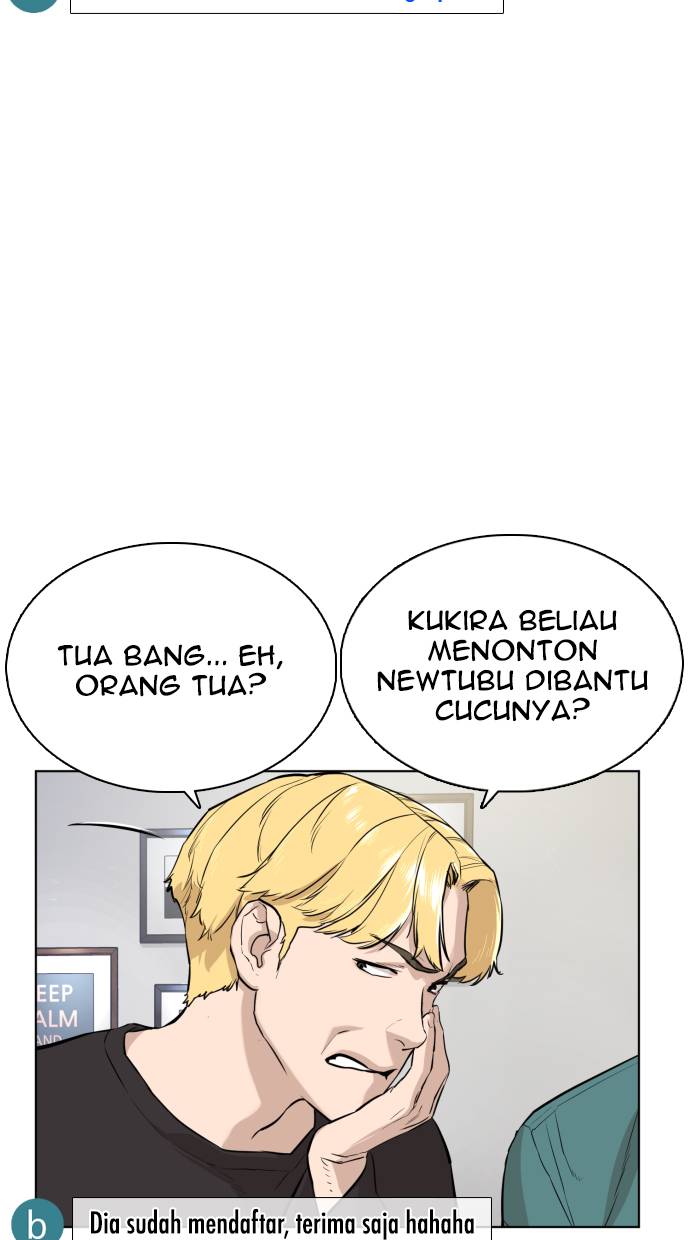 TUA BANG... EH,
ORANG TUA?
KUKIRA BELIAU
MENONTON
NEWTUBU DIBANTU
CUCUNYA?
EEP
ALM
AND
b
Dia sudah mendaftar, terima saja hahaha